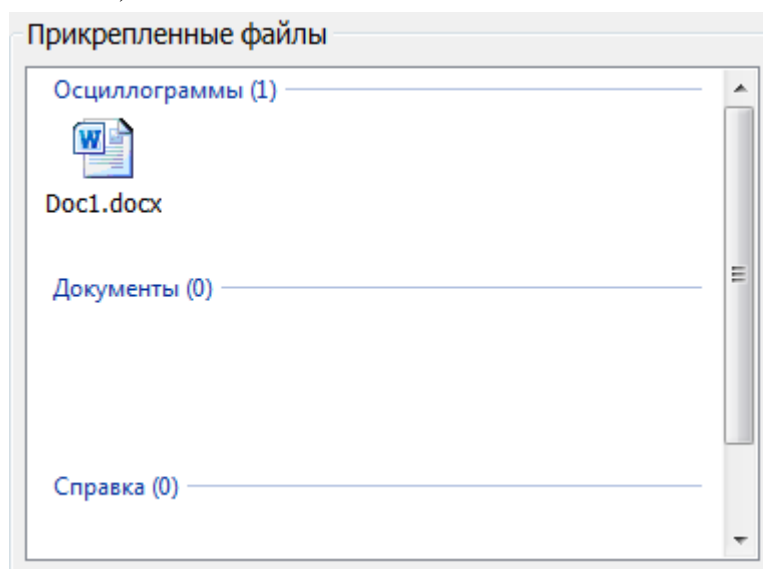 Прикрепленные файлы
Осциллограммы (1)
Doc1.docx
Документы (0)
Справка (0)